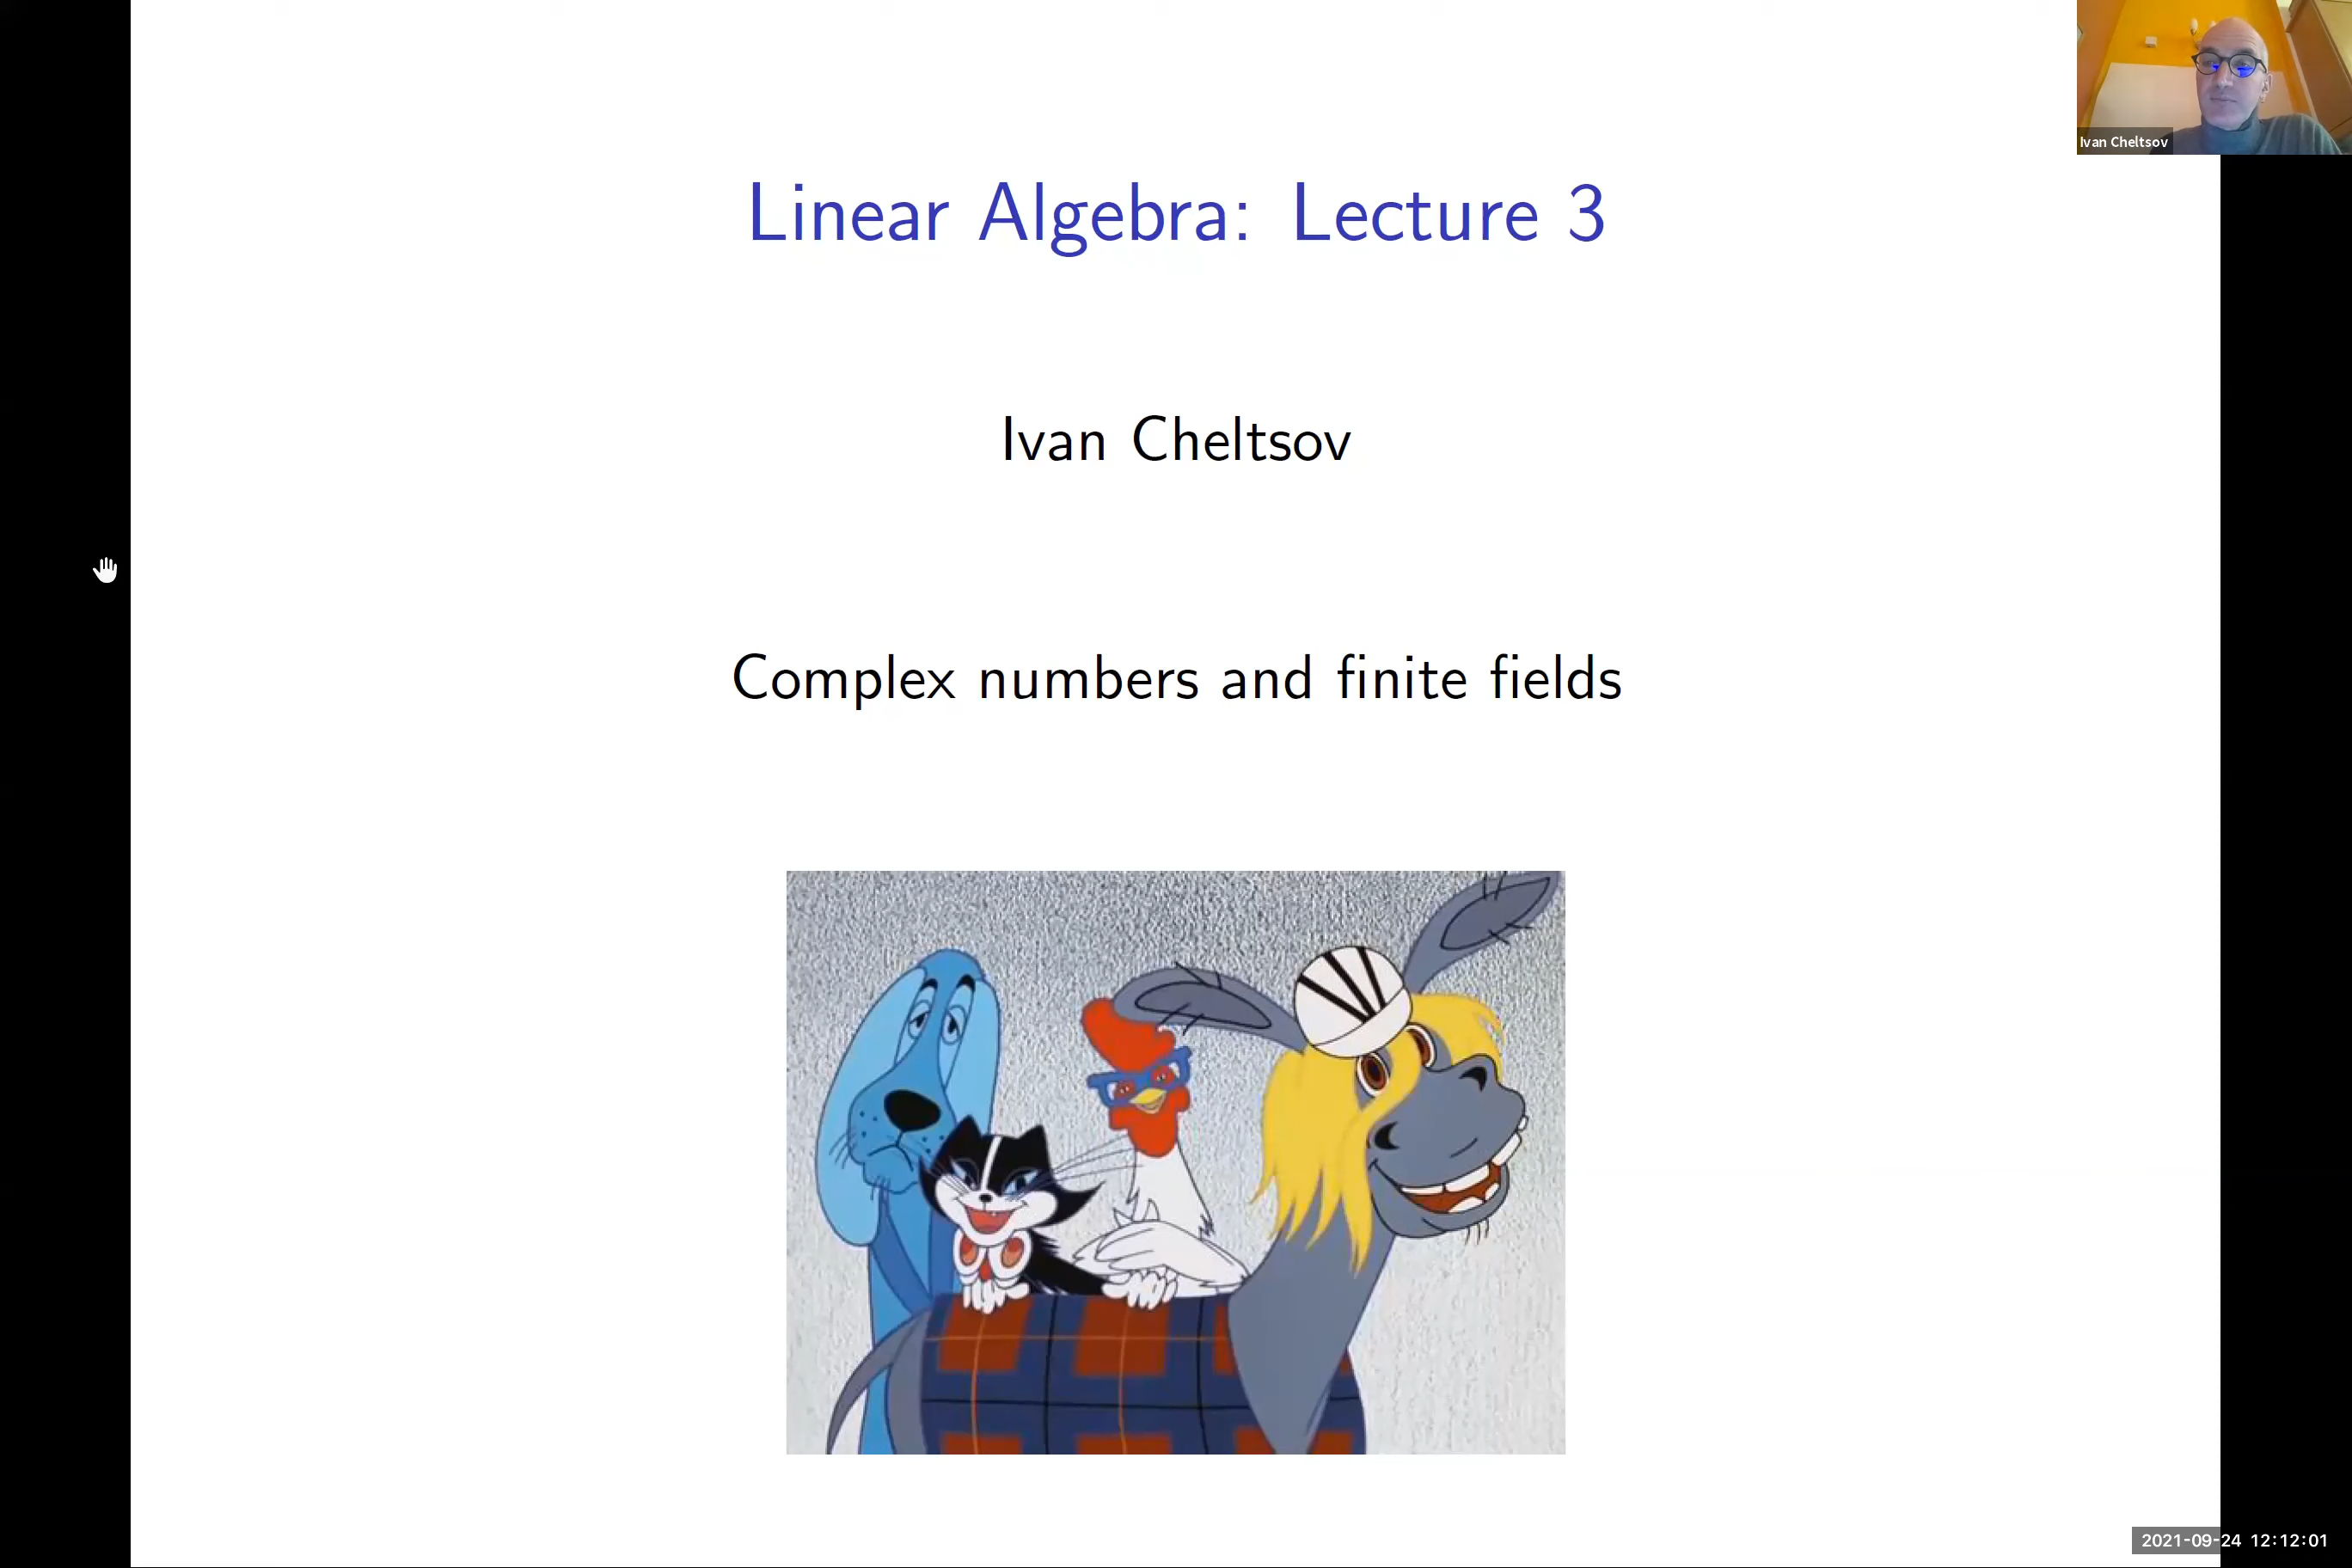 Ivan Cheltsov
Linear Algebra: Lecture 3
Ivan Cheltsov
Complex numbers and finite fields
2021-09-24 12:12:01